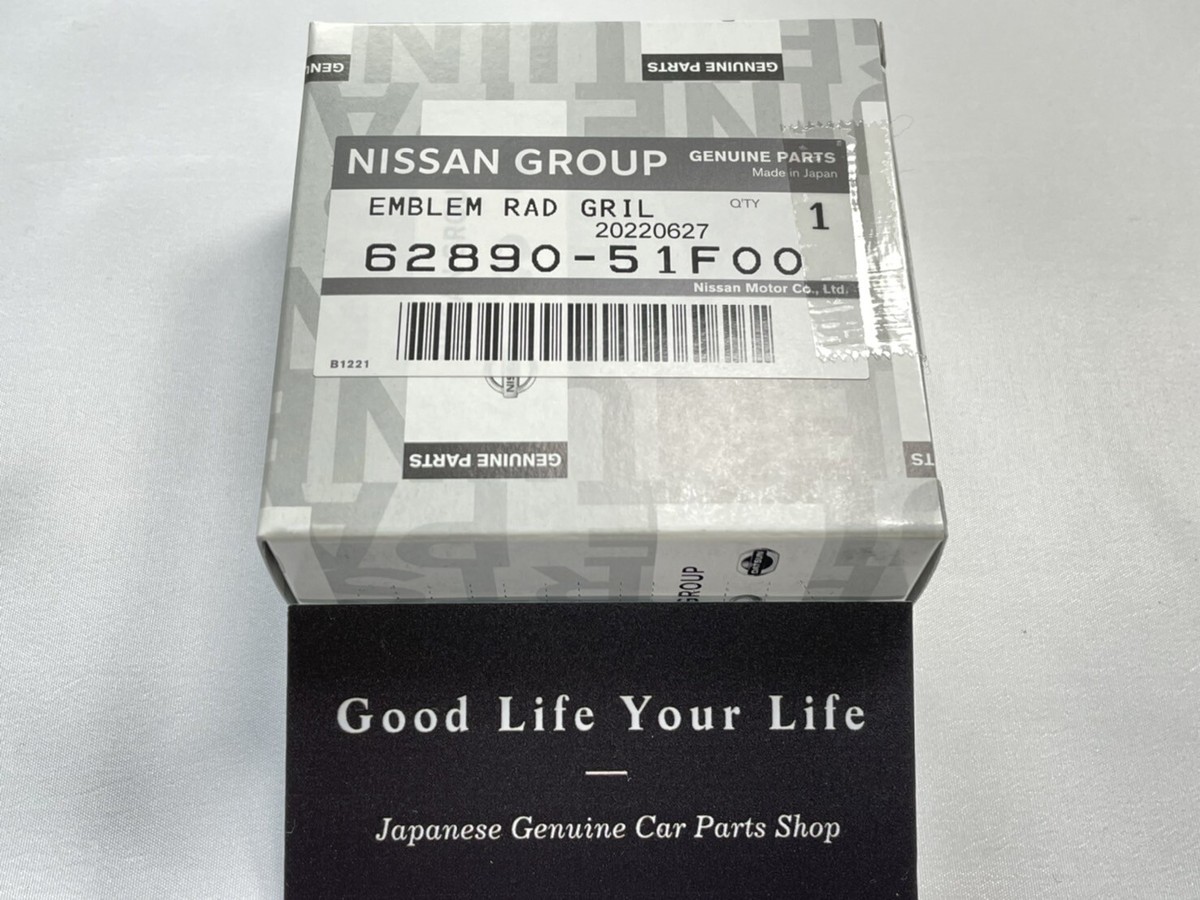 GENUINE PARTS
NISSAN GROUP GENUINE PARTS
Made in Japan
EMBLEM RAD GRIL Q'TY 1
20220627
62890-51F00
Nissan Motor Co., Ltd.
B1221
GENUINE PARTS
GROUP
Good Life Your Life
Japanese Genuine Car Parts Shop